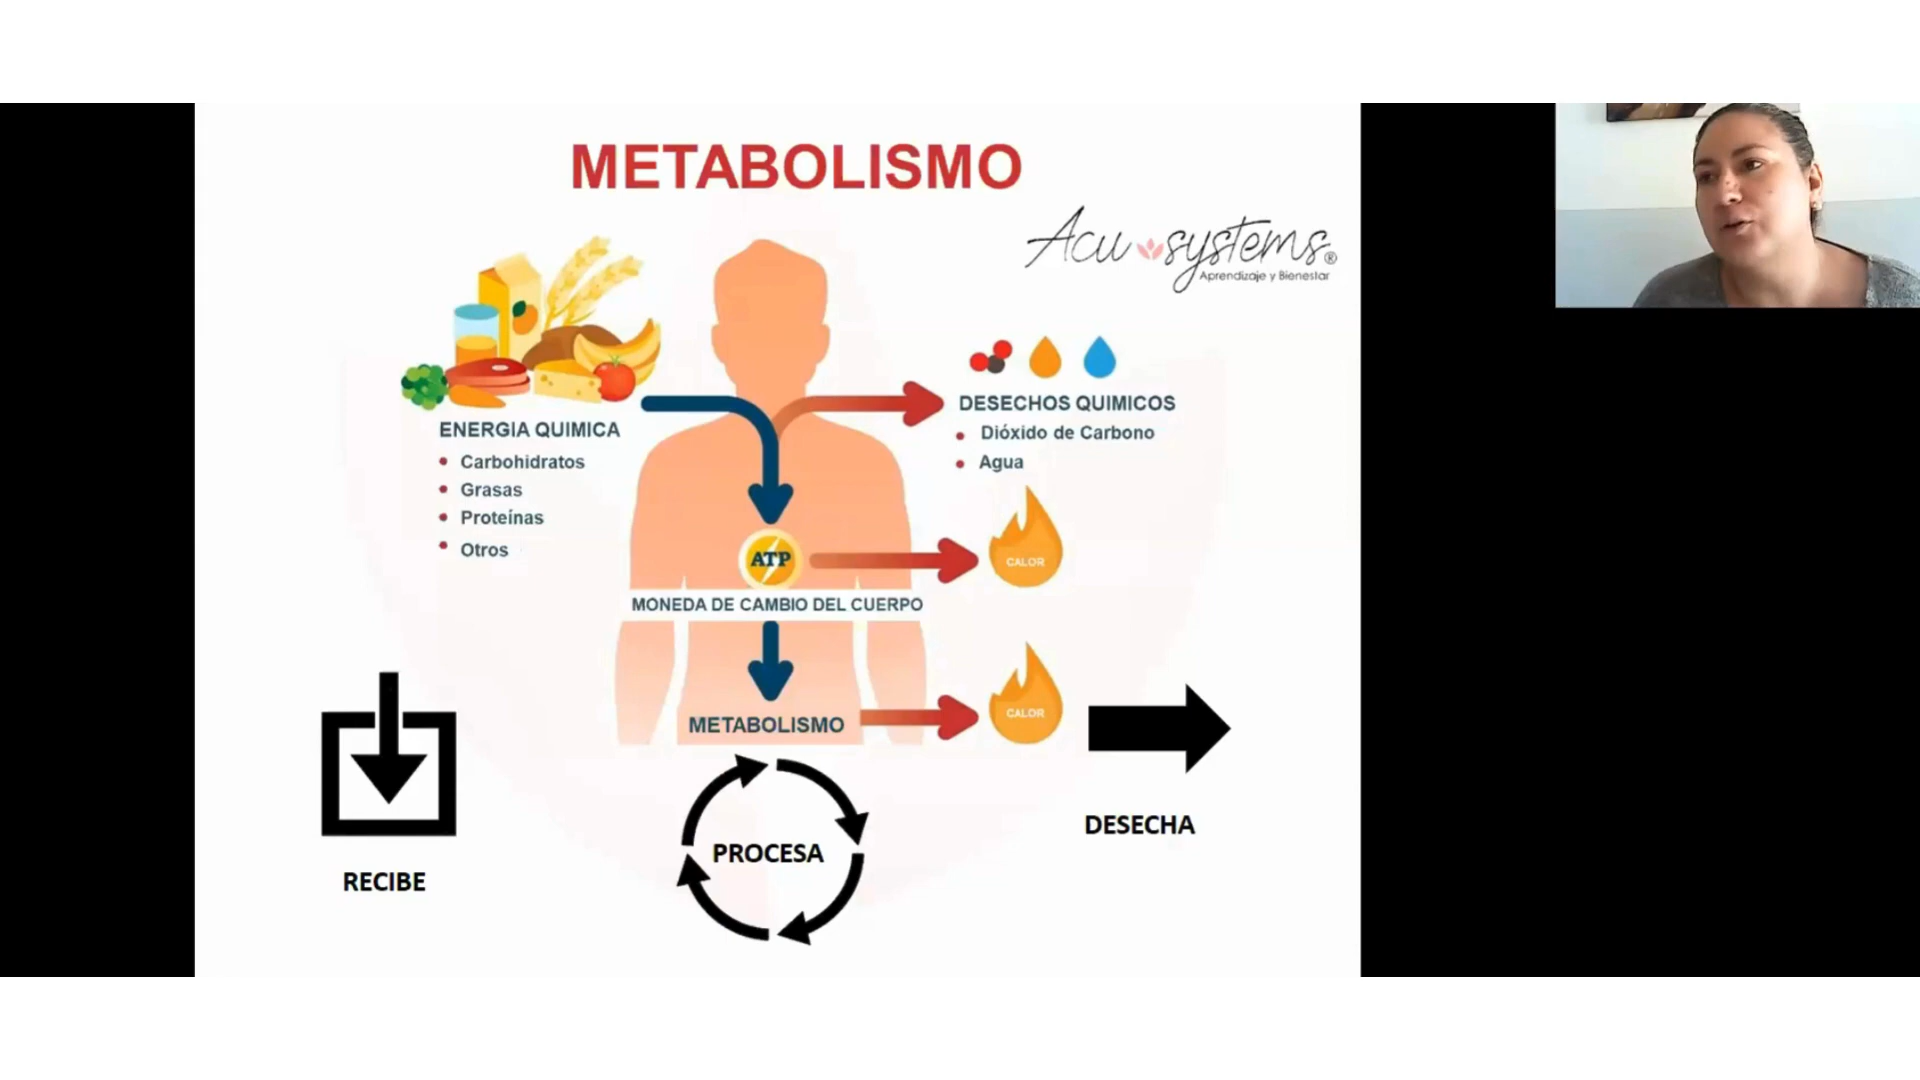 METABOLISMO
Acu systems®
Aprendizaje y Bienestar
ENERGIA QUIMICA
• Carbohidratos
• Grasas
• Proteínas
• Otros
DESECHOS QUIMICOS
• Dióxido de Carbono
• Agua
ATP
CALOR
MONEDA DE CAMBIO DEL CUERPO
METABOLISMO
CALOR
RECIBE
PROCESA
DESECHA